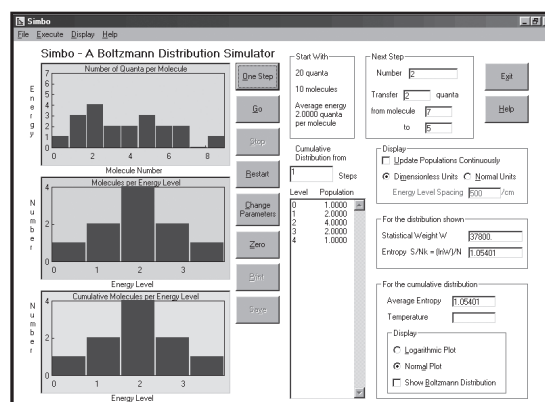 Simbo
File Execute Display Help
Simbo - A Boltzmann Distribution Simulator
Number of Quanta per Molecule
Energy
7
6
5
4
3
2
1
0
0 2 4 6 8
Molecule Number
Molecules per Energy Level
Number
4
2
0
0 1 2 3
Energy Level
Cumulative Molecules per Energy Level
Number
4
2
0
0 1 2 3
Energy Level
One Step
Go
Stop
Restart
Change
Parameters
Zero
Print
Save
Start With
20 quanta
10 molecules
Average energy
2.0000 quanta
per molecule
Next Step
Number 2
Transfer 2 quanta
from molecule 7
to 5
Exit
Help
Cumulative
Distribution from
1 Steps
Level Population
0 1.0000
1 2.0000
2 4.0000
3 2.0000
4 1.0000
Display
Update Populations Continuously
Dimensionless Units Normal Units
Energy Level Spacing 500 /cm
For the distribution shown
Statistical Weight W 37800.
Entropy S/Nk = (lnW)/N 1.05401
For the cumulative distribution
Average Entropy 1.05401
Temperature
Display
Logarithmic Plot
Normal Plot
Show Boltzmann Distribution